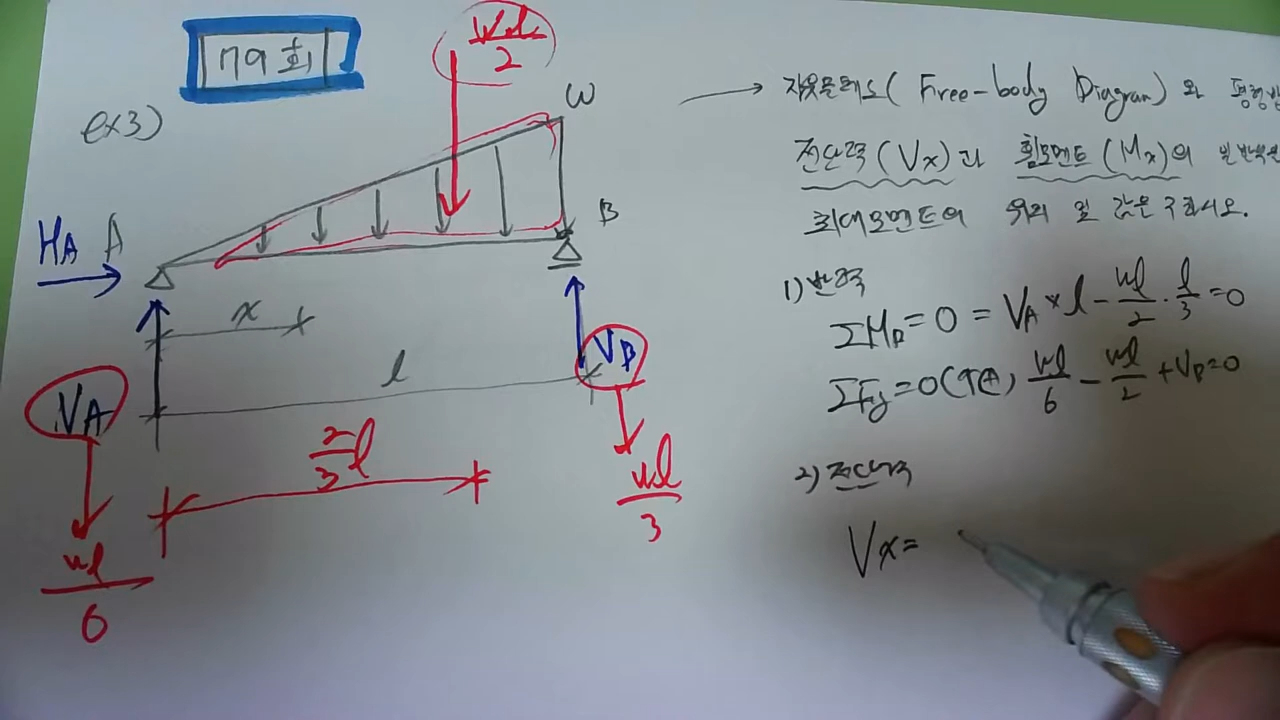 79회
ex3)
wl/2
w
HA A
B
x
l
VA
VB
2/3 l
wl/6
wl/3
→ 자유물체도( Free-body Diagram) 와 평형방
전단력(Vx)과 휨모멘트(Mx)의 일반식을
최대모멘트의 위치 및 값을 구하시오.
1) 반력
ΣMB=0 = VA×l - wl/2 · l/3 =0
ΣFy=0(↑⊕) wl/6 - wl/2 + VB=0
2) 전단력
Vx=